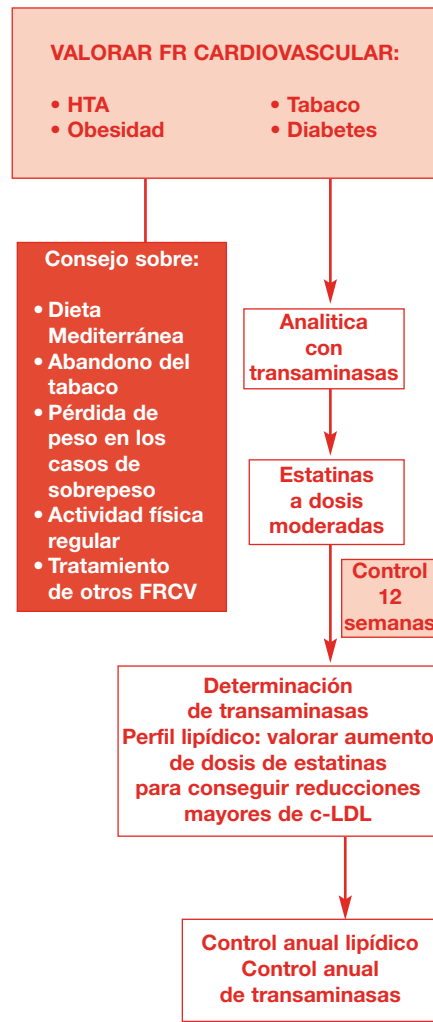 VALORAR FR CARDIOVASCULAR:
• HTA
• Obesidad
• Tabaco
• Diabetes
Consejo sobre:
• Dieta
Mediterránea
• Abandono del
tabaco
• Pérdida de
peso en los
casos de
sobrepeso
• Actividad física
regular
• Tratamiento
de otros FRCV
Analitica
con
transaminasas
Estatinas
a dosis
moderadas
Control
12
semanas
Determinación
de transaminasas
Perfil lipídico: valorar aumento
de dosis de estatinas
para conseguir reducciones
mayores de c-LDL
Control anual lipídico
Control anual
de transaminasas